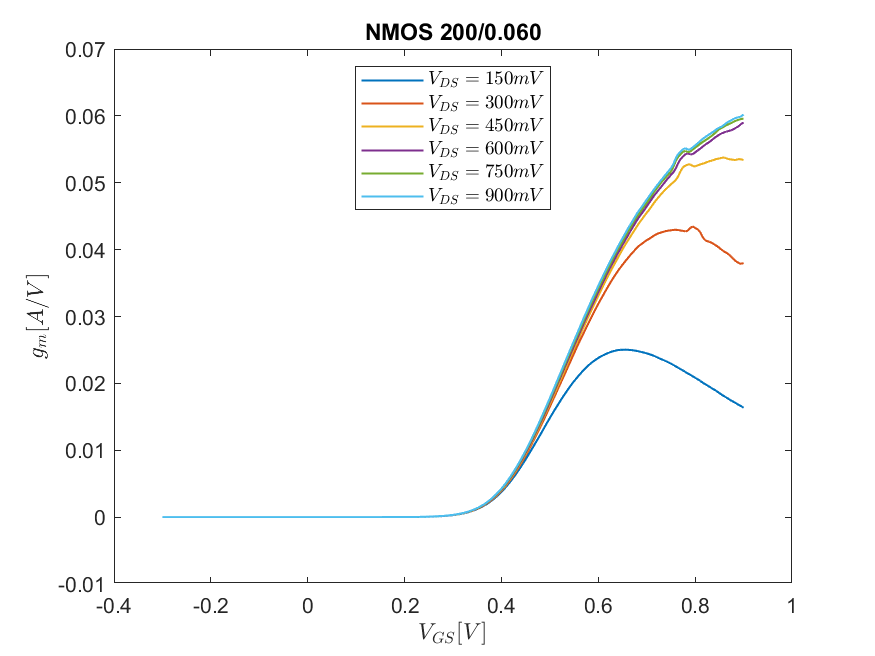 NMOS 200/0.060
0.07
0.06
0.05
0.04
0.03
0.02
0.01
0
-0.01
g_m[A/V]
V_DS = 150mV
V_DS = 300mV
V_DS = 450mV
V_DS = 600mV
V_DS = 750mV
V_DS = 900mV
-0.4 -0.2 0 0.2 0.4 0.6 0.8 1
V_GS[V]